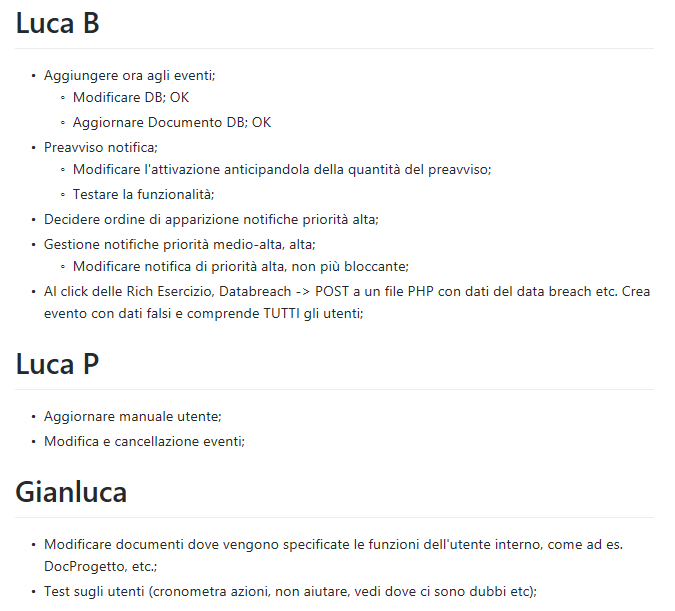 Luca B
• Aggiungere ora agli eventi;
◦ Modificare DB; OK
◦ Aggiornare Documento DB; OK
• Preavviso notifica;
◦ Modificare l'attivazione anticipandola della quantità del preavviso;
◦ Testare la funzionalità;
• Decidere ordine di apparizione notifiche priorità alta;
• Gestione notifiche priorità medio-alta, alta;
◦ Modificare notifica di priorità alta, non più bloccante;
• Al click delle Rich Esercizio, Databreach -> POST a un file PHP con dati del data breach etc. Crea
evento con dati falsi e comprende TUTTI gli utenti;
Luca P
• Aggiornare manuale utente;
• Modifica e cancellazione eventi;
Gianluca
• Modificare documenti dove vengono specificate le funzioni dell'utente interno, come ad es.
DocProgetto, etc.;
• Test sugli utenti (cronometra azioni, non aiutare, vedi dove ci sono dubbi etc);